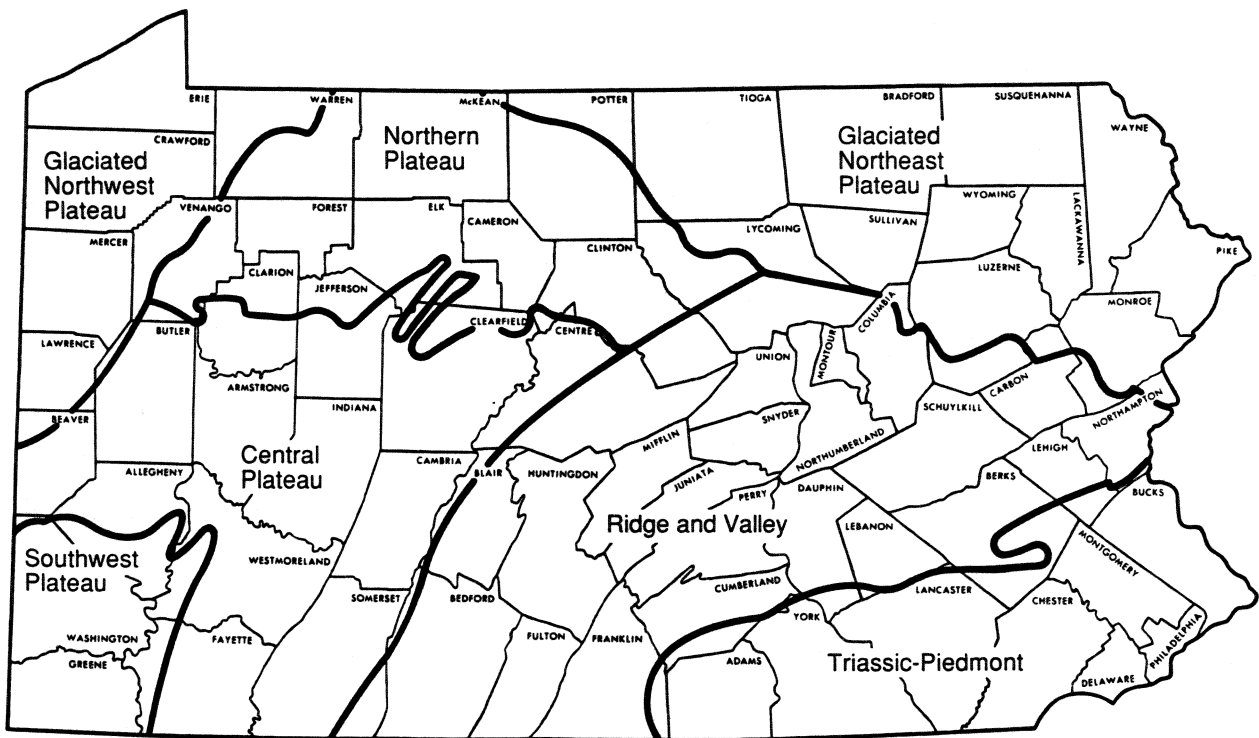 ERIE
WARREN
McKEAN
POTTER
TIOGA
BRADFORD
SUSQUEHANNA
WAYNE
CRAWFORD
Glaciated
Northwest
Plateau
Northern
Plateau
Glaciated
Northeast
Plateau
VENANGO
FOREST
ELK
CAMERON
WYOMING
LACKAWANNA
SULLIVAN
LYCOMING
MERCER
CLINTON
PIKE
CLARION
LUZERNE
JEFFERSON
MONROE
CLEARFIELD
CENTRE
COLUMBIA
BUTLER
LAWRENCE
UNION
MONTOUR
ARMSTRONG
CARBON
BEAVER
INDIANA
SNYDER
SCHUYLKILL
NORTHAMPTON
MIFFLIN
NORTHUMBERLAND
LEHIGH
Central
Plateau
ALLEGHENY
CAMBRIA
BLAIR
HUNTINGDON
JUNIATA
PERRY
DAUPHIN
BERKS
BUCKS
Ridge and Valley
LEBANON
Southwest
Plateau
WESTMORELAND
MONTGOMERY
SOMERSET
BEDFORD
CUMBERLAND
LANCASTER
CHESTER
YORK
WASHINGTON
FAYETTE
FULTON
FRANKLIN
PHILADELPHIA
GREENE
ADAMS
Triassic-Piedmont
DELAWARE